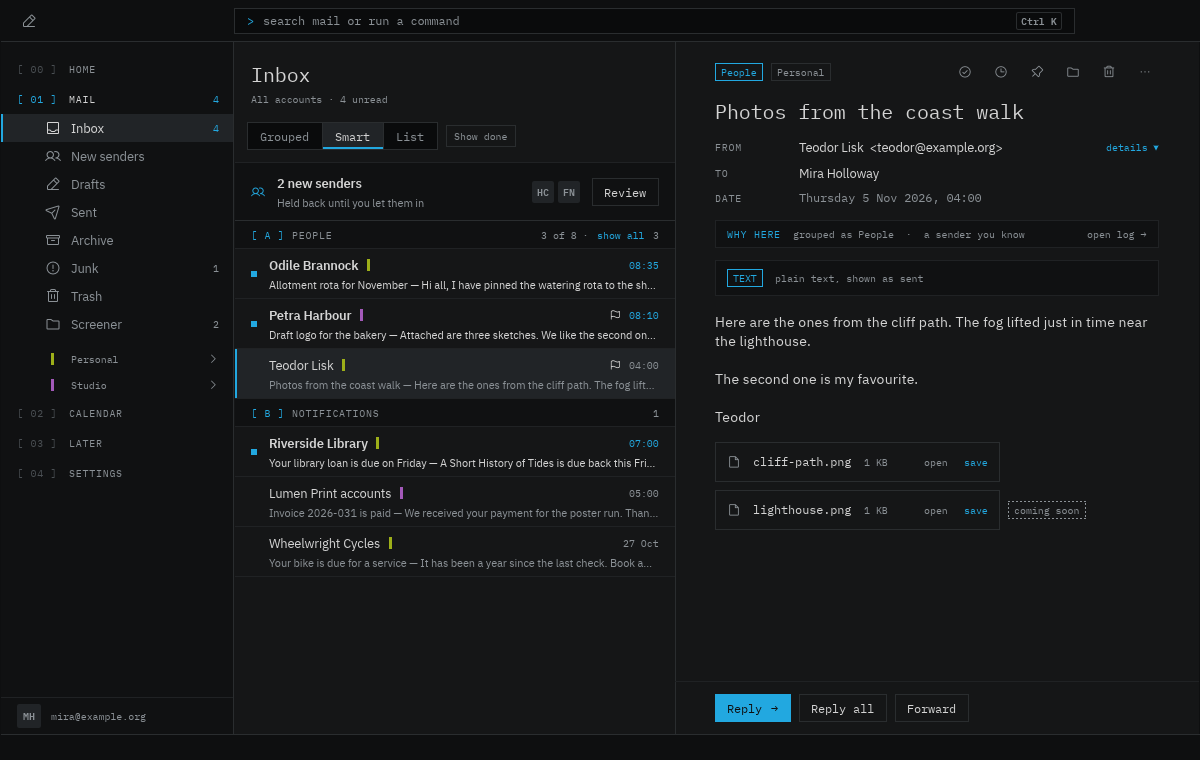 > search mail or run a command
Ctrl K
[ 00 ] HOME
[ 01 ] MAIL 4
Inbox 4
New senders
Drafts
Sent
Archive
Junk 1
Trash
Screener 2
Personal
Studio
[ 02 ] CALENDAR
[ 03 ] LATER
[ 04 ] SETTINGS
MH mira@example.org
Inbox
All accounts · 4 unread
Grouped Smart List Show done
2 new senders
Held back until you let them in
HC FN Review
[ A ] PEOPLE 3 of 8 · show all 3
Odile Brannock 08:35
Allotment rota for November — Hi all, I have pinned the watering rota to the sh...
Petra Harbour 08:10
Draft logo for the bakery — Attached are three sketches. We like the second on...
Teodor Lisk 04:00
Photos from the coast walk — Here are the ones from the cliff path. The fog lift...
[ B ] NOTIFICATIONS 1
Riverside Library 07:00
Your library loan is due on Friday — A Short History of Tides is due back this Fri...
Lumen Print accounts 05:00
Invoice 2026-031 is paid — We received your payment for the poster run. Than...
Wheelwright Cycles 27 Oct
Your bike is due for a service — It has been a year since the last check. Book a...
People Personal
Photos from the coast walk
FROM Teodor Lisk <teodor@example.org> details ▾
TO Mira Holloway
DATE Thursday 5 Nov 2026, 04:00
WHY HERE grouped as People · a sender you know open log →
TEXT plain text, shown as sent
Here are the ones from the cliff path. The fog lifted just in time near
the lighthouse.
The second one is my favourite.
Teodor
cliff-path.png 1 KB open save
lighthouse.png 1 KB open save coming soon
Reply → Reply all Forward